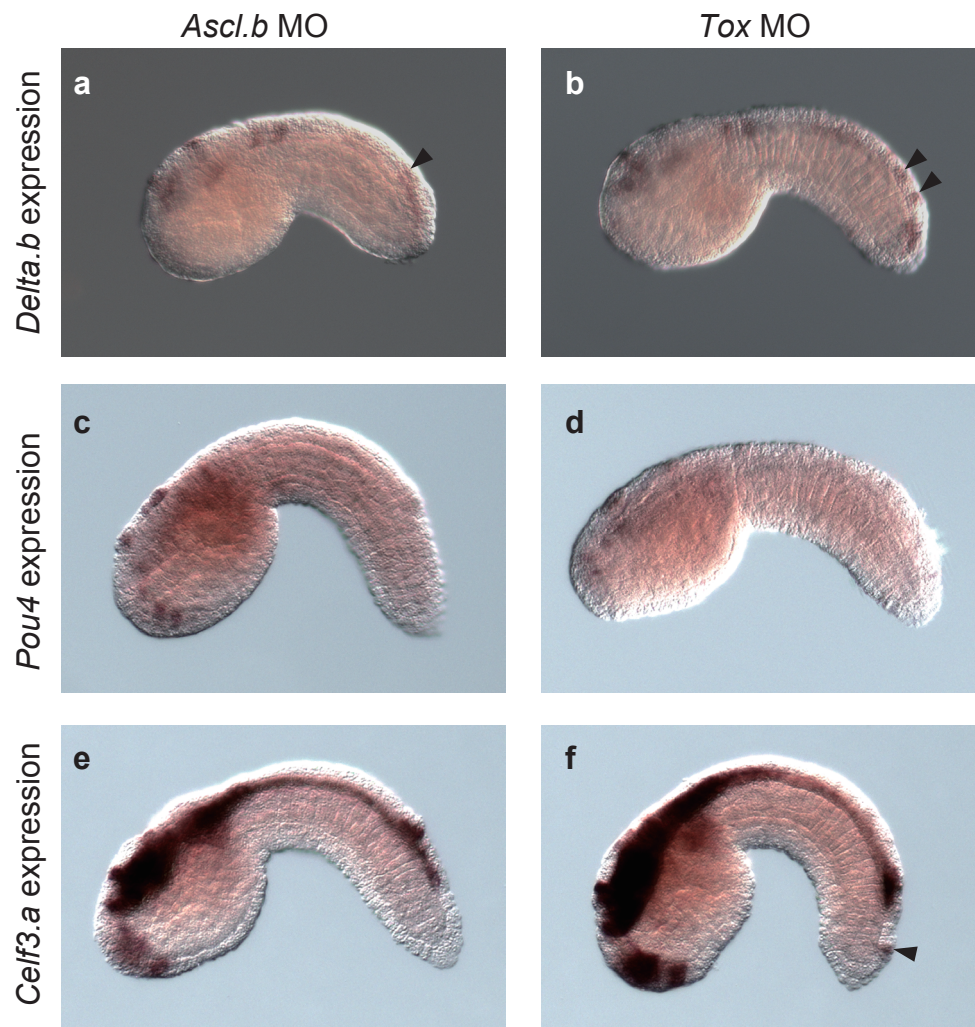 Ascl.b MO
Tox MO
Delta.b expression
a
b
Pou4 expression
c
d
Celf3.a expression
e
f